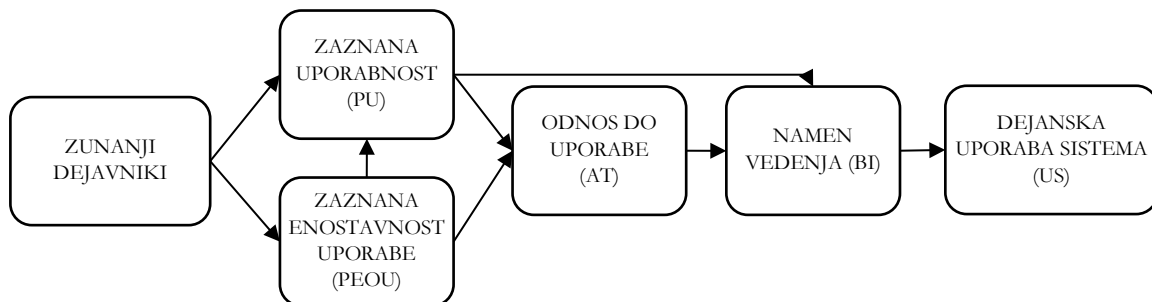 ZUNANJI
DEJAVNIKI
ZAZNANA
UPORABNOST
(PU)
ZAZNANA
ENOSTAVNOST
UPORABE
(PEOU)
ODNOS DO
UPORABE
(AT)
NAMEN
VEDENJA (BI)
DEJANSKA
UPORABA SISTEMA
(US)